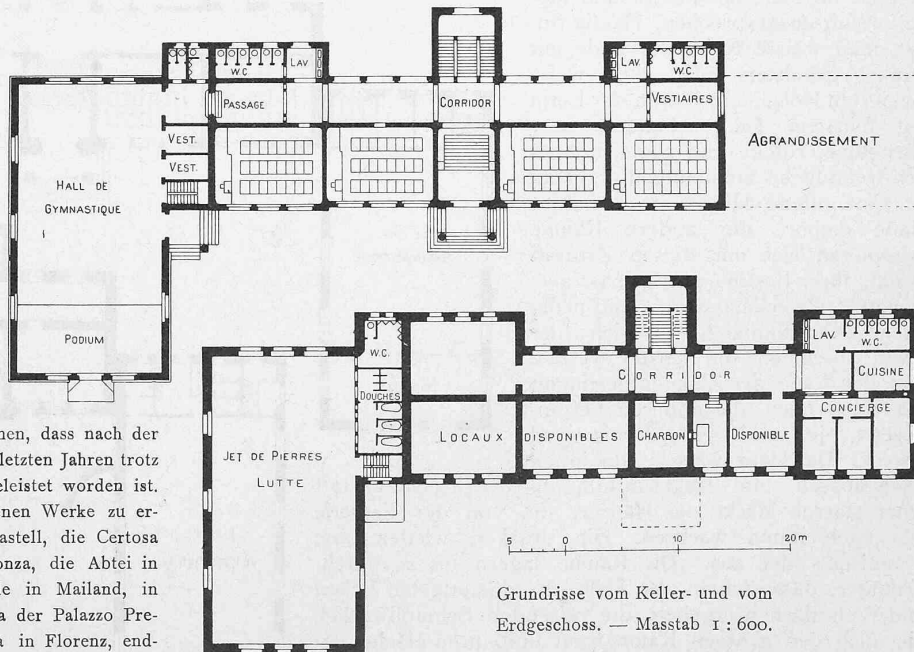 W.C.
LAV.
LAV.
W.C.
PASSAGE
CORRIDOR
VESTIAIRES
VEST.
VEST.
AGRANDISSEMENT
HALL DE
GYMNASTIQUE
PODIUM
W.C.
DOUCHES
CORRIDOR
LAV.
W.C.
CUISINE
CONCIERGE
LOCAUX DISPONIBLES
CHARBON
DISPONIBLE
JET DE PIERRES
LUTTE
0 10 20 m
Grundrisse vom Keller- und vom
Erdgeschoss. — Masstab 1 : 600.
nen, dass nach der
letzten Jahren trotz
eleistet worden ist.
nen Werke zu er-
astell, die Certosa
onza, die Abtei in
ie in Mailand, in
a der Palazzo Pre-
a in Florenz, end-